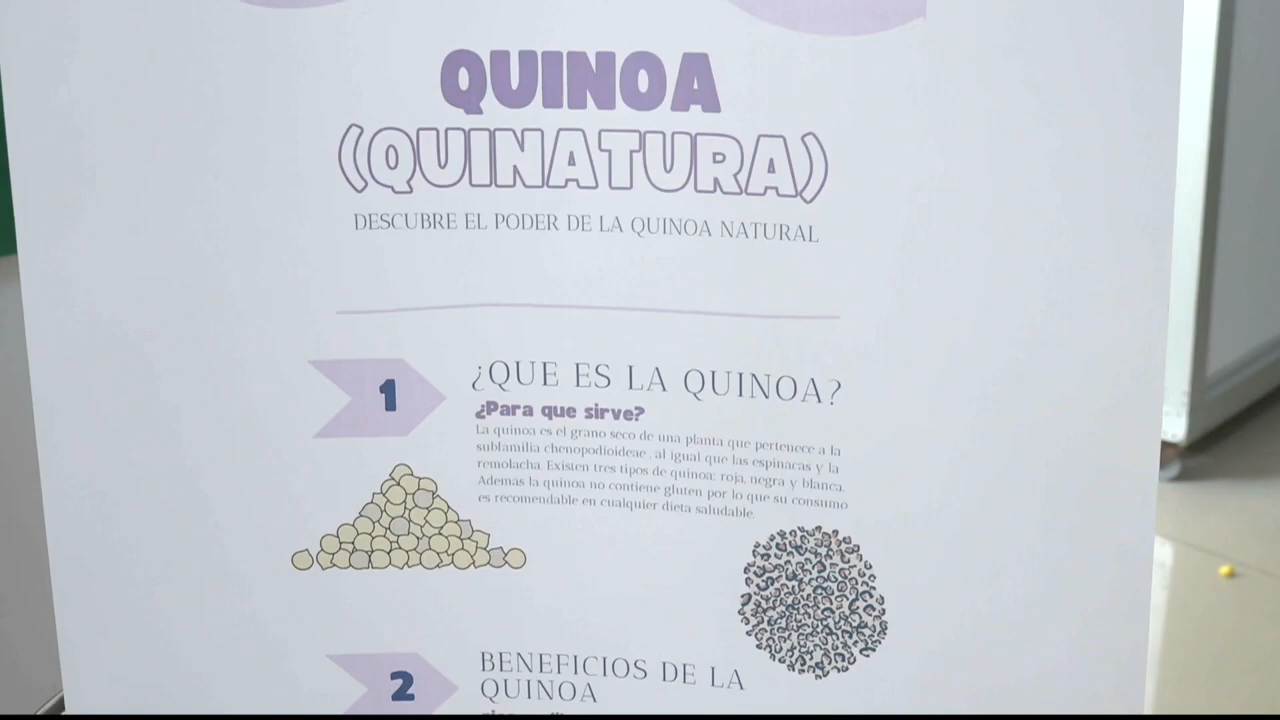 QUINOA
(QUINATURA)
DESCUBRE EL PODER DE LA QUINOA NATURAL
1
¿QUE ES LA QUINOA?
¿Para que sirve?
La quinoa es el grano seco de una planta que pertenece a la
subfamilia chenopodioideae , al igual que las espinacas y la
remolacha. Existen tres tipos de quinoa: roja, negra y blanca.
Ademas la quinoa no contiene gluten por lo que su consumo
es recomendable en cualquier dieta saludable.
2
BENEFICIOS DE LA
QUINOA